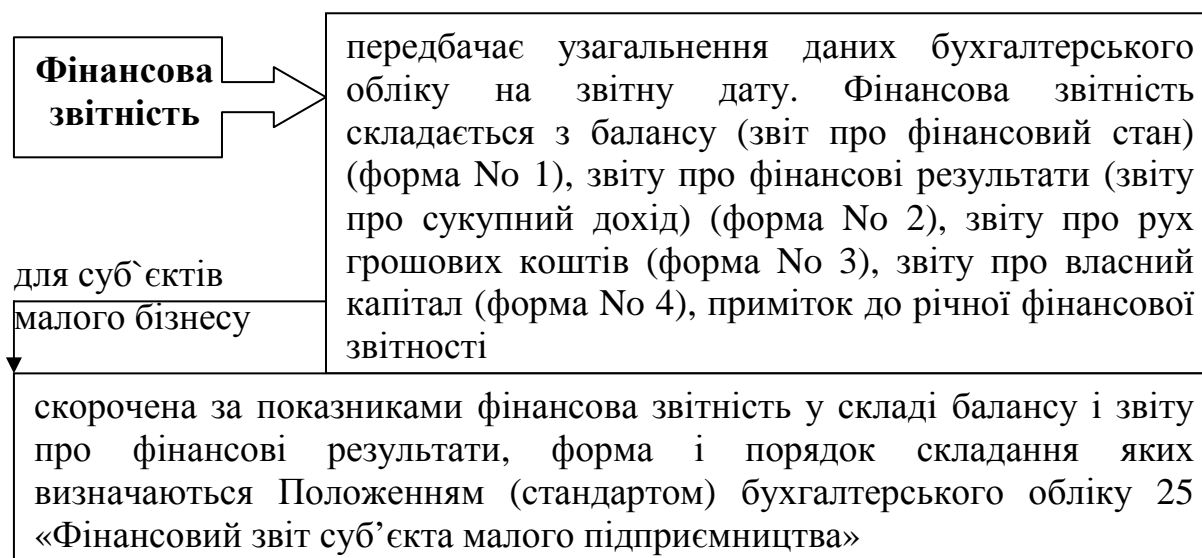 Фінансова
звітність
передбачає узагальнення даних бухгалтерського
обліку на звітну дату. Фінансова звітність
складається з балансу (звіт про фінансовий стан)
(форма No 1), звіту про фінансові результати (звіту
про сукупний дохід) (форма No 2), звіту про рух
грошових коштів (форма No 3), звіту про власний
капітал (форма No 4), приміток до річної фінансової
звітності
для суб`єктів
малого бізнесу
скорочена за показниками фінансова звітність у складі балансу і звіту
про фінансові результати, форма і порядок складання яких
визначаються Положенням (стандартом) бухгалтерського обліку 25
«Фінансовий звіт суб’єкта малого підприємництва»